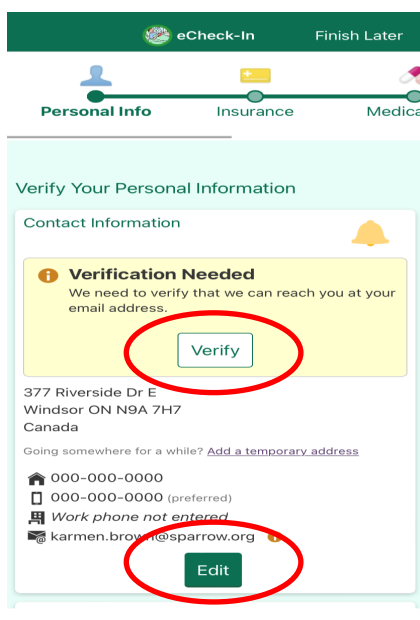 eCheck-In
Finish Later
Personal Info
Insurance
Medica
Verify Your Personal Information
Contact Information
Verification Needed
We need to verify that we can reach you at your
email address.
Verify
377 Riverside Dr E
Windsor ON N9A 7H7
Canada
Going somewhere for a while? Add a temporary address
000-000-0000
000-000-0000 (preferred)
Work phone not entered
karmen.brown@sparrow.org
Edit